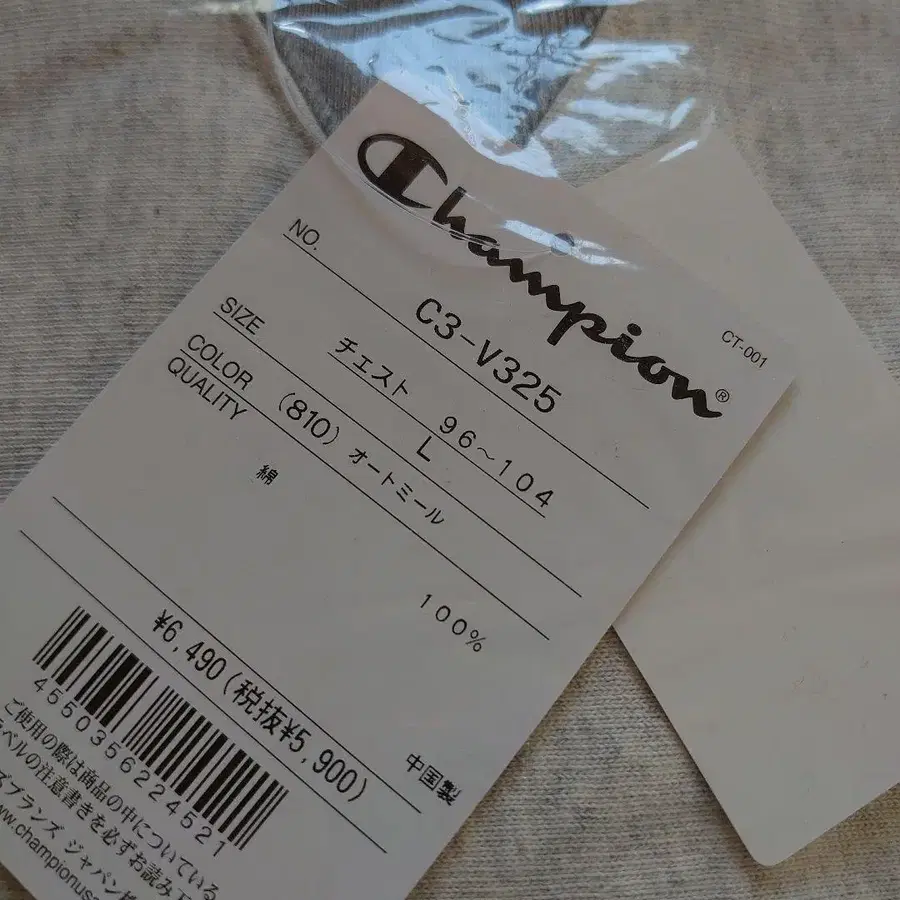 Champion®
CT-001
NO.
C3-V325
SIZE
チェスト 96～104
L
COLOR
(810) オートミール
QUALITY
綿
100%
¥6,490(税抜¥5,900)
中国製
4550356224521
ご使用の際は商品の中についている
ラベルの注意書きを必ずお読み下
ズブランズ ジャパン
www.championusa